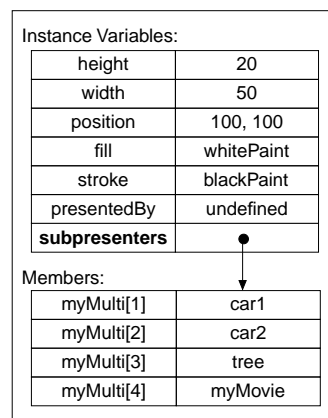 Instance Variables:
height 20
width 50
position 100, 100
fill whitePaint
stroke blackPaint
presentedBy undefined
subpresenters
Members:
myMulti[1] car1
myMulti[2] car2
myMulti[3] tree
myMulti[4] myMovie